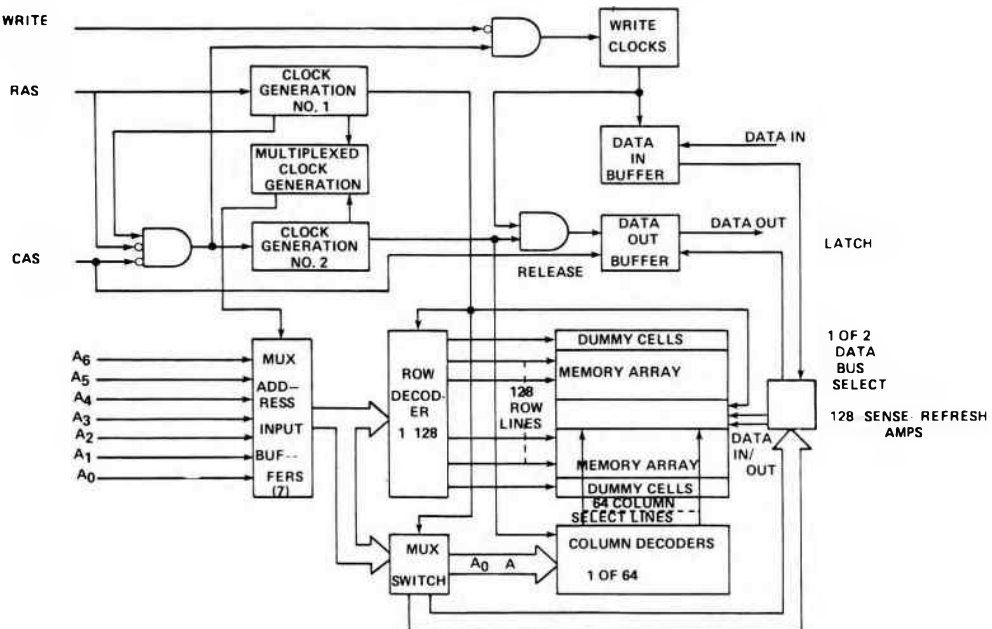 WRITE
WRITE
CLOCKS
RAS
CLOCK
GENERATION
NO. 1
MULTIPLEXED
CLOCK
GENERATION
DATA
IN
BUFFER
DATA IN
CAS
CLOCK
GENERATION
NO. 2
RELEASE
DATA
OUT
BUFFER
DATA OUT
LATCH
A6
A5
A4
A3
A2
A1
A0
MUX
ADD-
RESS
INPUT
BUF--
FERS
(7)
ROW
DECOD-
ER
1 128
128
ROW
LINES
DUMMY CELLS
MEMORY ARRAY
MEMORY ARRAY
DUMMY CELLS
DATA
IN/
OUT
1 OF 2
DATA
BUS
SELECT
128 SENSE- REFRESH
AMPS
64 COLUMN
SELECT LINES
MUX
SWITCH
A0 A
COLUMN DECODERS
1 OF 64